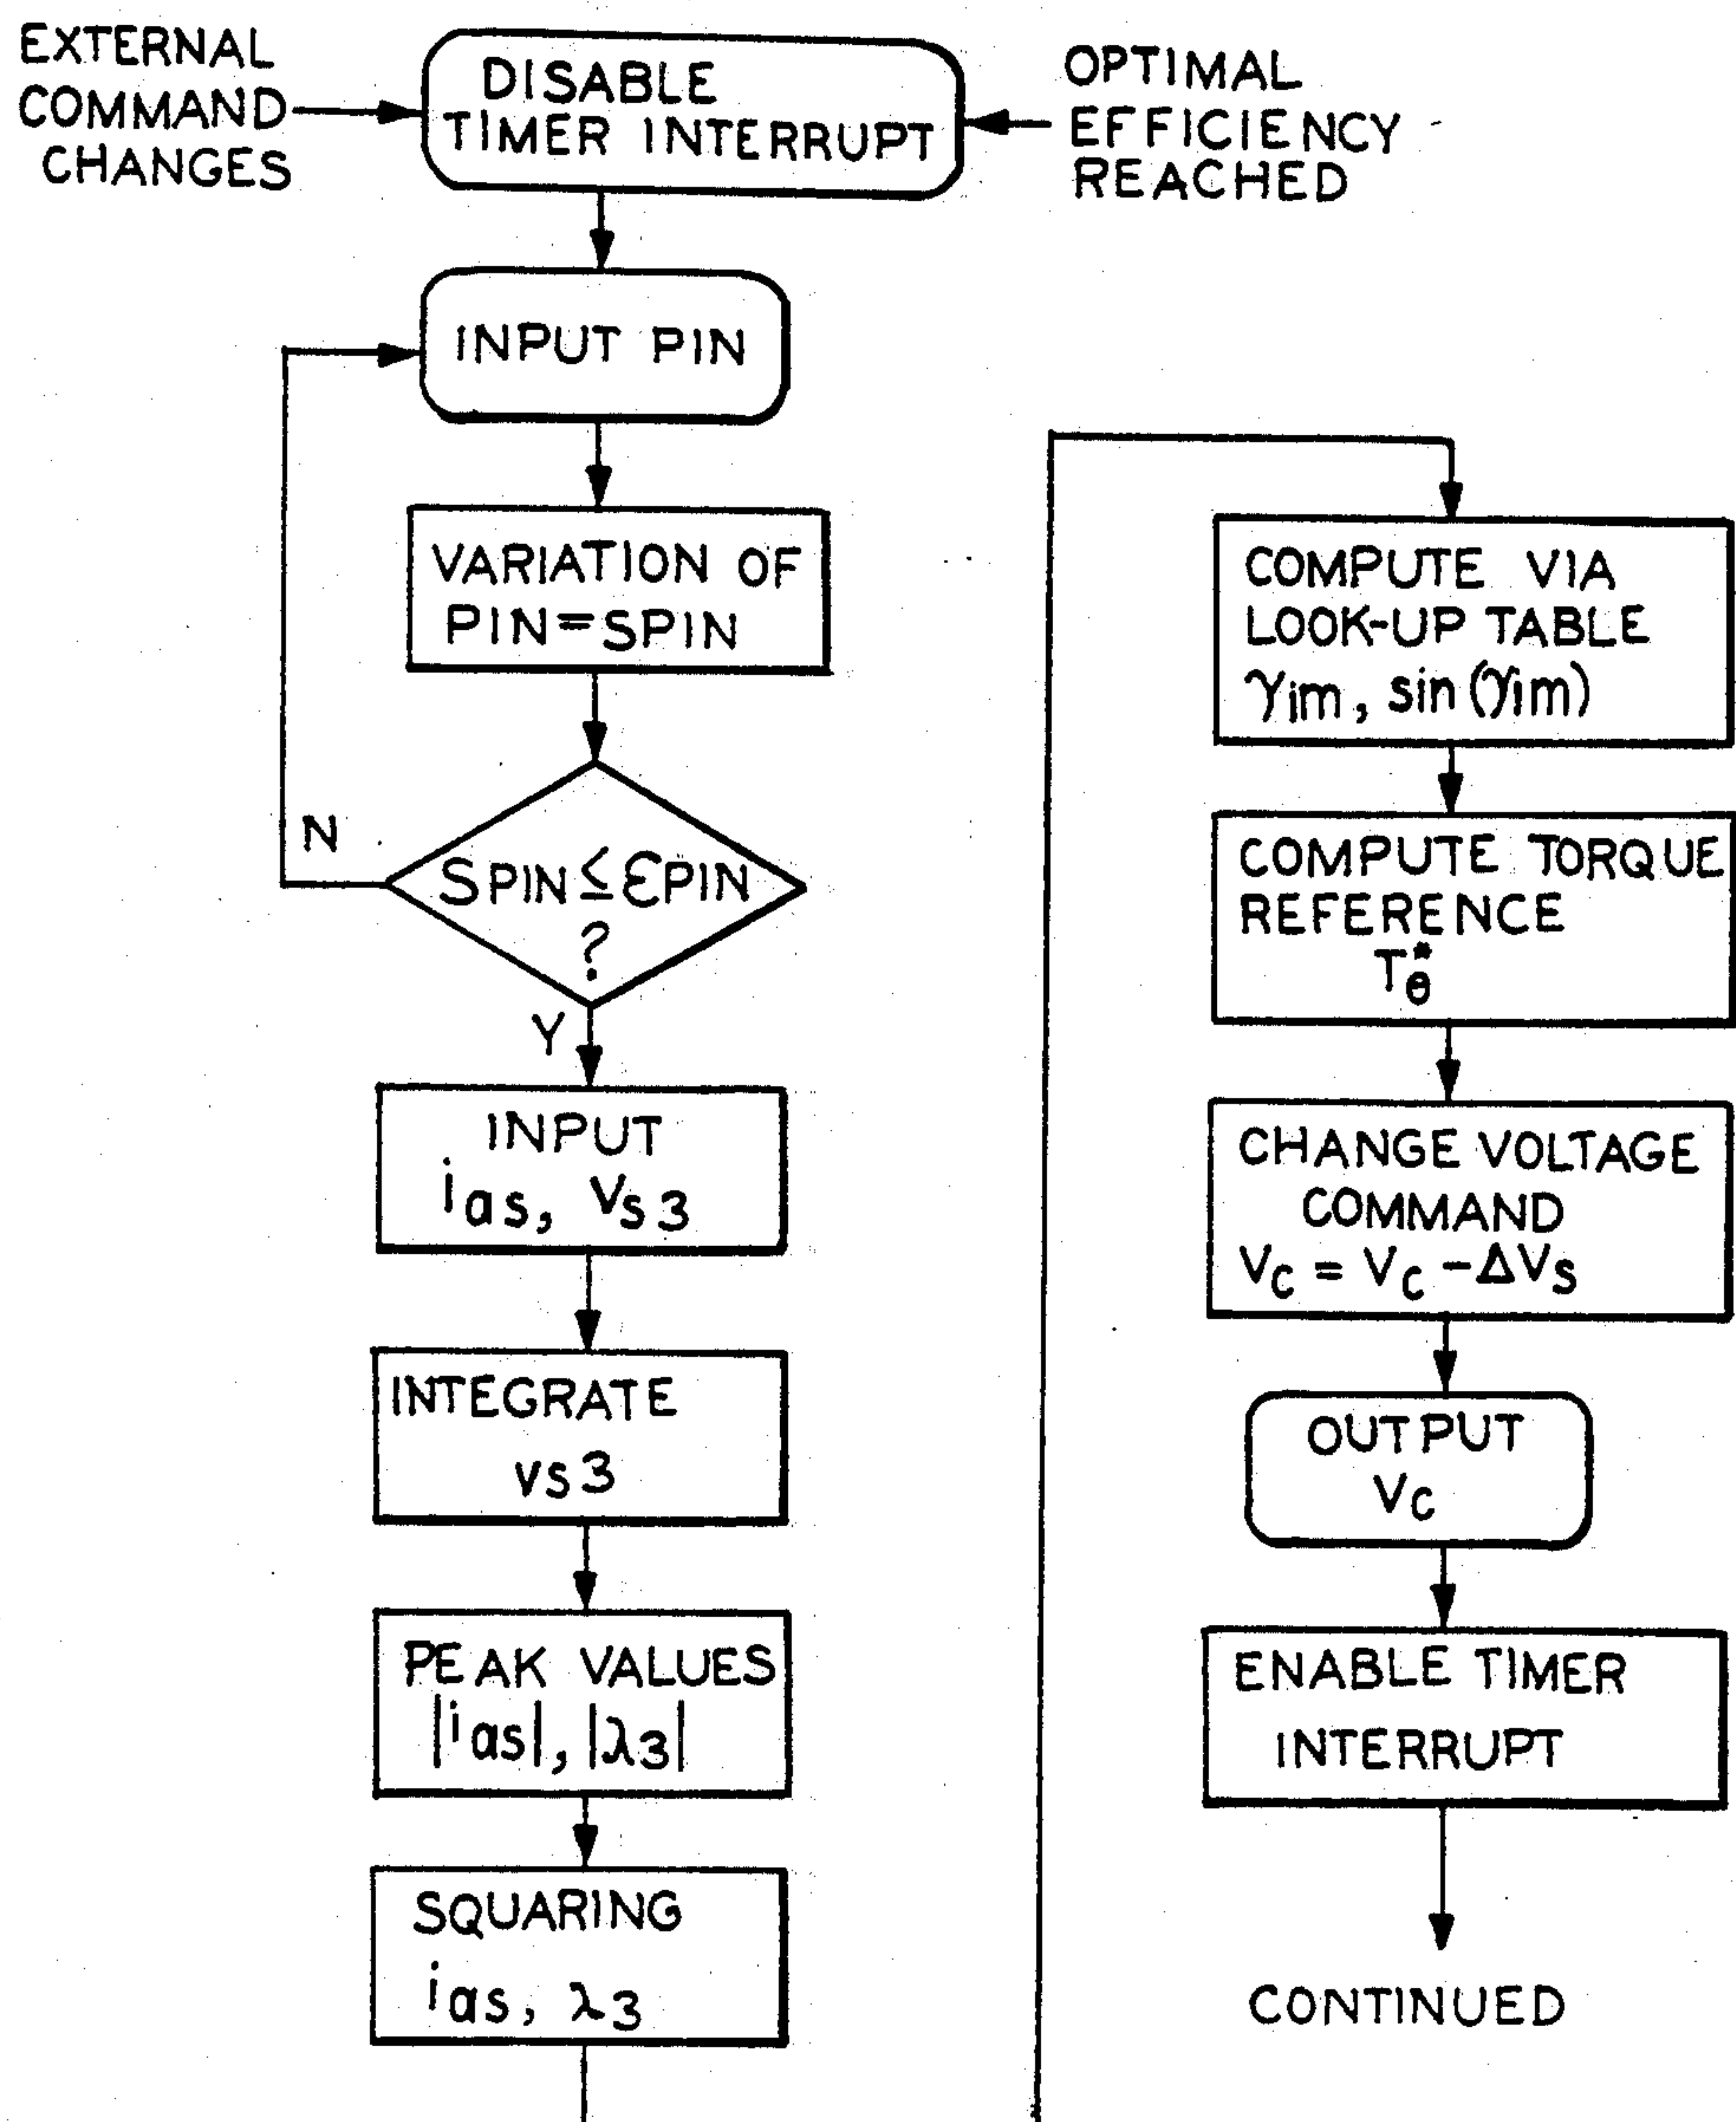 EXTERNAL
COMMAND
CHANGES
DISABLE
TIMER INTERRUPT
OPTIMAL
EFFICIENCY
REACHED
INPUT PIN
VARIATION OF
PIN=SPIN
N
SPIN≤ƐPIN
?
Y
INPUT
ias, Vs3
INTEGRATE
vs3
PEAK VALUES
|ias|, |λ3|
SQUARING
ias, λ3
COMPUTE VIA
LOOK-UP TABLE
γim, sin (γim)
COMPUTE TORQUE
REFERENCE
Tθ*
CHANGE VOLTAGE
COMMAND
Vc = Vc -ΔVs
OUTPUT
Vc
ENABLE TIMER
INTERRUPT
CONTINUED